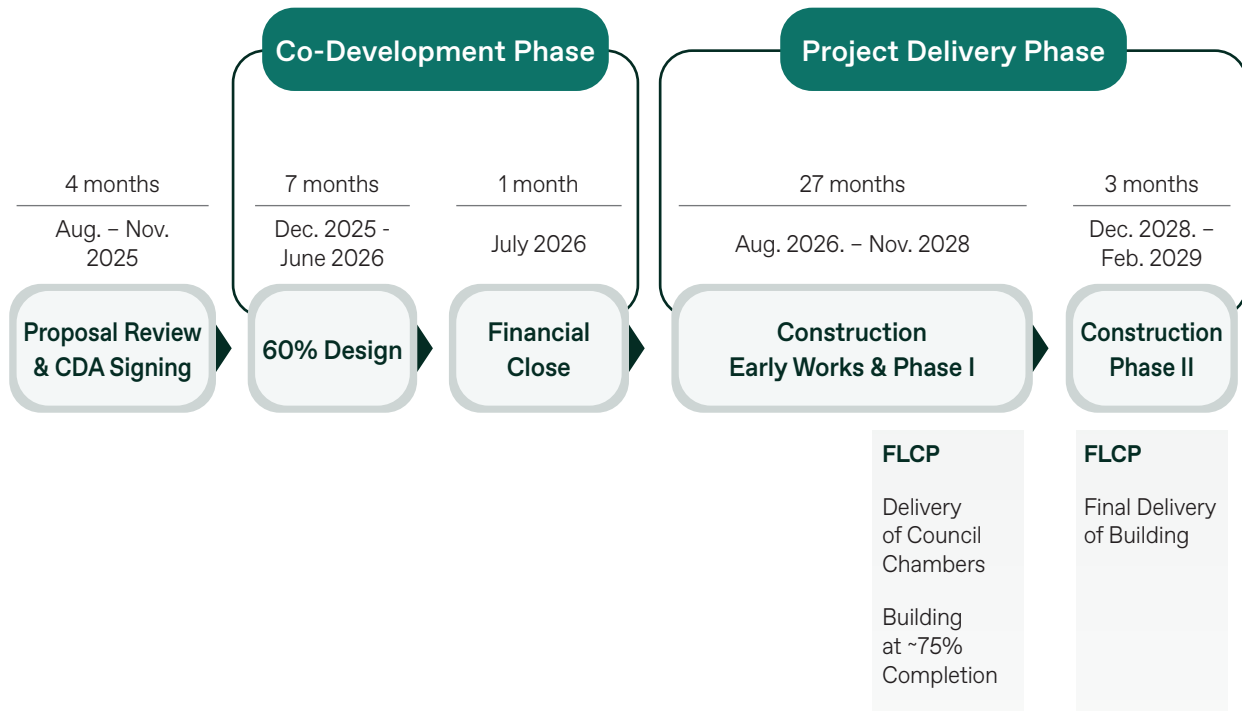 Co-Development Phase
Project Delivery Phase
4 months
Aug. – Nov.
2025
Proposal Review
& CDA Signing
7 months
Dec. 2025 -
June 2026
60% Design
1 month
July 2026
Financial
Close
27 months
Aug. 2026. – Nov. 2028
Construction
Early Works & Phase I
3 months
Dec. 2028. –
Feb. 2029
Construction
Phase II
FLCP
Delivery
of Council
Chambers
Building
at ~75%
Completion
FLCP
Final Delivery
of Building